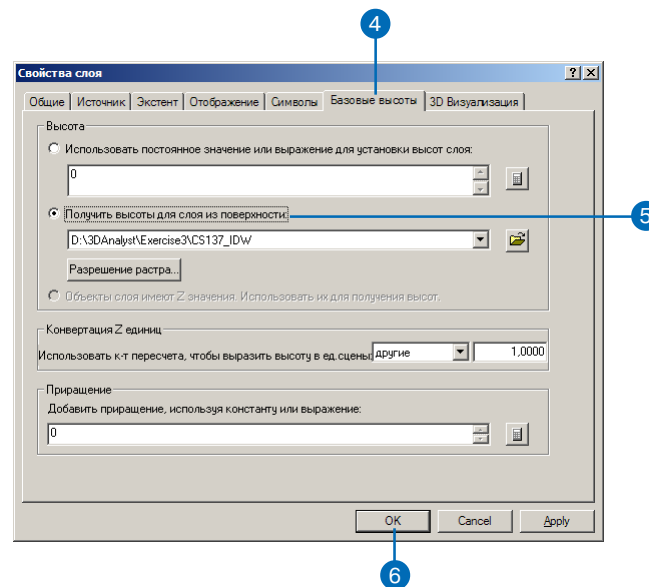 4
Свойства слоя
Общие Источник Экстент Отображение Символы Базовые высоты 3D Визуализация
Высота
Использовать постоянное значение или выражение для установки высот слоя:
0
Получить высоты для слоя из поверхности:
5
D:\3DAnalyst\Exercise3\CS137_IDW
Разрешение растра...
Объекты слоя имеют Z значения. Использовать их для получения высот.
Конвертация Z единиц
Использовать к-т пересчета, чтобы выразить высоту в ед.сцены: другие 1,0000
Приращение
Добавить приращение, используя константу или выражение:
0
OK Cancel Apply
6